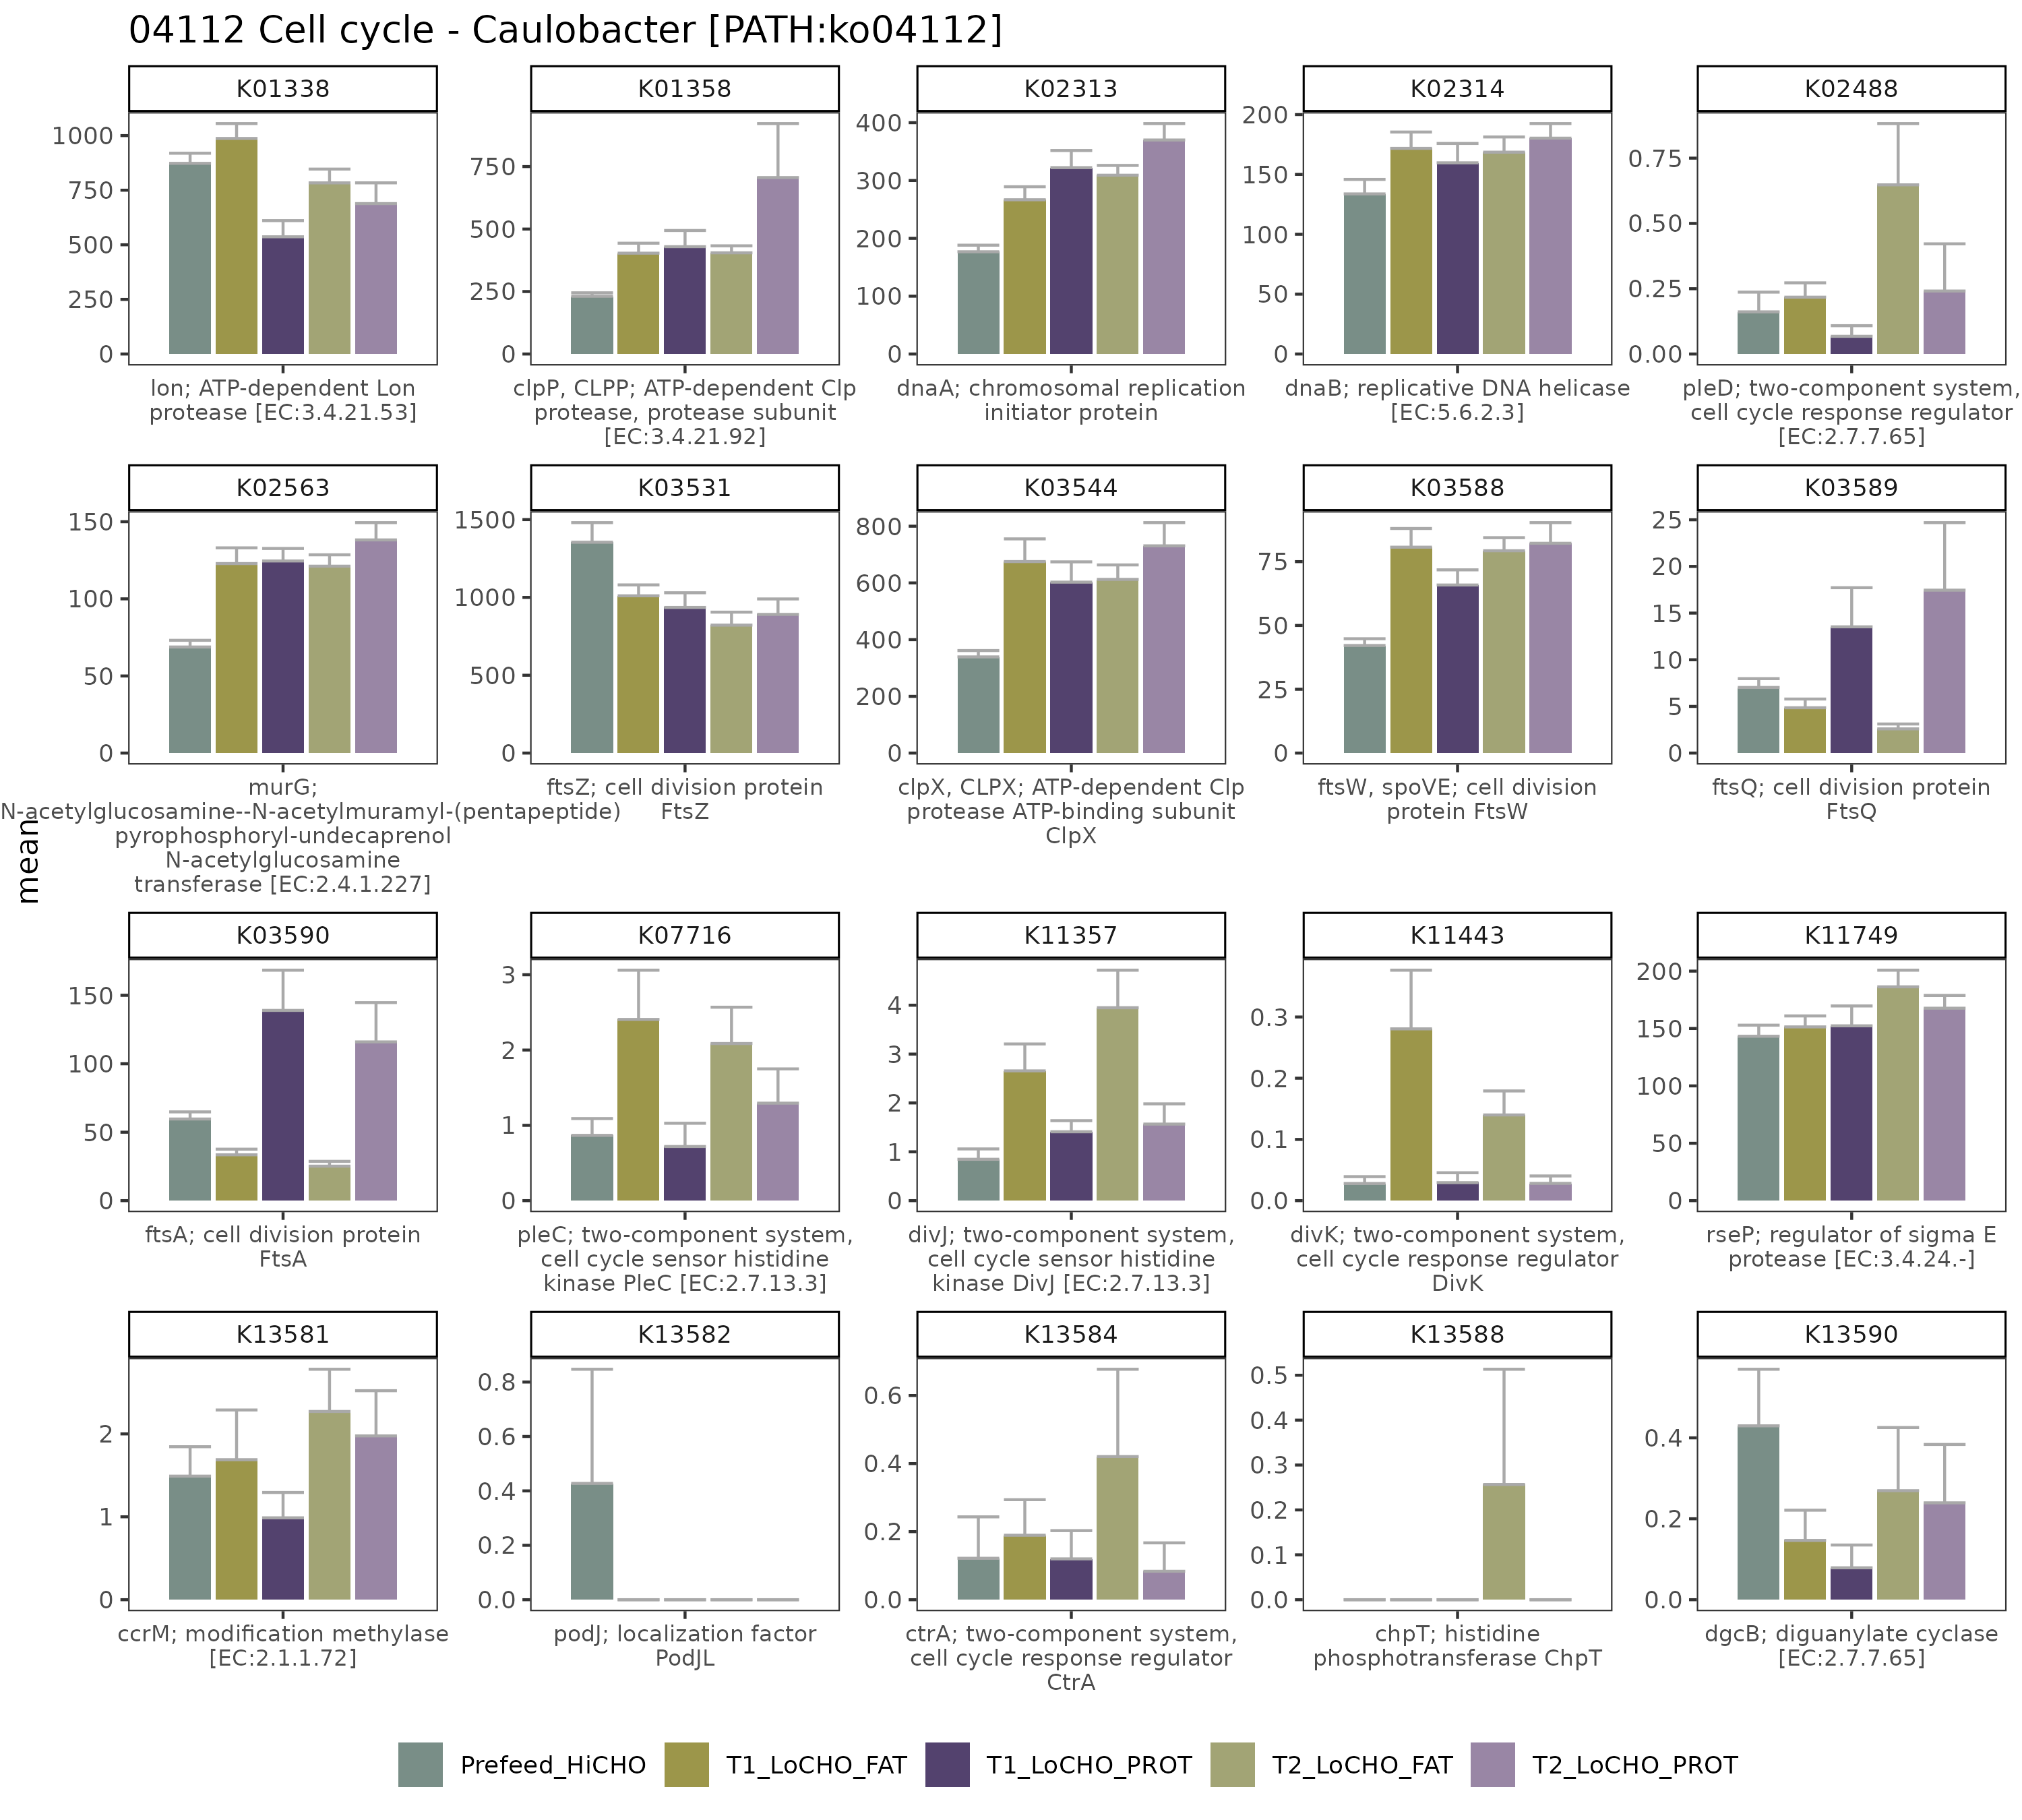 04112 Cell cycle - Caulobacter [PATH:ko04112]
K01338
K01358
K02313
K02314
K02488
1000
750
500
250
0
750
500
250
0
400
300
200
100
0
200
150
100
50
0
0.75
0.50
0.25
0.00
lon; ATP-dependent Lon
protease [EC:3.4.21.53]
clpP, CLPP; ATP-dependent Clp
protease, protease subunit
[EC:3.4.21.92]
dnaA; chromosomal replication
initiator protein
dnaB; replicative DNA helicase
[EC:5.6.2.3]
pleD; two-component system,
cell cycle response regulator
[EC:2.7.7.65]
K02563
K03531
K03544
K03588
K03589
150
100
50
0
1500
1000
500
0
800
600
400
200
0
75
50
25
0
25
20
15
10
5
0
murG;
N-acetylglucosamine--N-acetylmuramyl-(pentapeptide)
pyrophosphoryl-undecaprenol
N-acetylglucosamine
transferase [EC:2.4.1.227]
ftsZ; cell division protein
FtsZ
clpX, CLPX; ATP-dependent Clp
protease ATP-binding subunit
ClpX
ftsW, spoVE; cell division
protein FtsW
ftsQ; cell division protein
FtsQ
mean
K03590
K07716
K11357
K11443
K11749
150
100
50
0
3
2
1
0
4
3
2
1
0
0.3
0.2
0.1
0.0
200
150
100
50
0
ftsA; cell division protein
FtsA
pleC; two-component system,
cell cycle sensor histidine
kinase PleC [EC:2.7.13.3]
divJ; two-component system,
cell cycle sensor histidine
kinase DivJ [EC:2.7.13.3]
divK; two-component system,
cell cycle response regulator
DivK
rseP; regulator of sigma E
protease [EC:3.4.24.-]
K13581
K13582
K13584
K13588
K13590
2
1
0
0.8
0.6
0.4
0.2
0.0
0.6
0.4
0.2
0.0
0.5
0.4
0.3
0.2
0.1
0.0
0.4
0.2
0.0
ccrM; modification methylase
[EC:2.1.1.72]
podJ; localization factor
PodJL
ctrA; two-component system,
cell cycle response regulator
CtrA
chpT; histidine
phosphotransferase ChpT
dgcB; diguanylate cyclase
[EC:2.7.7.65]
Prefeed_HiCHO
T1_LoCHO_FAT
T1_LoCHO_PROT
T2_LoCHO_FAT
T2_LoCHO_PROT